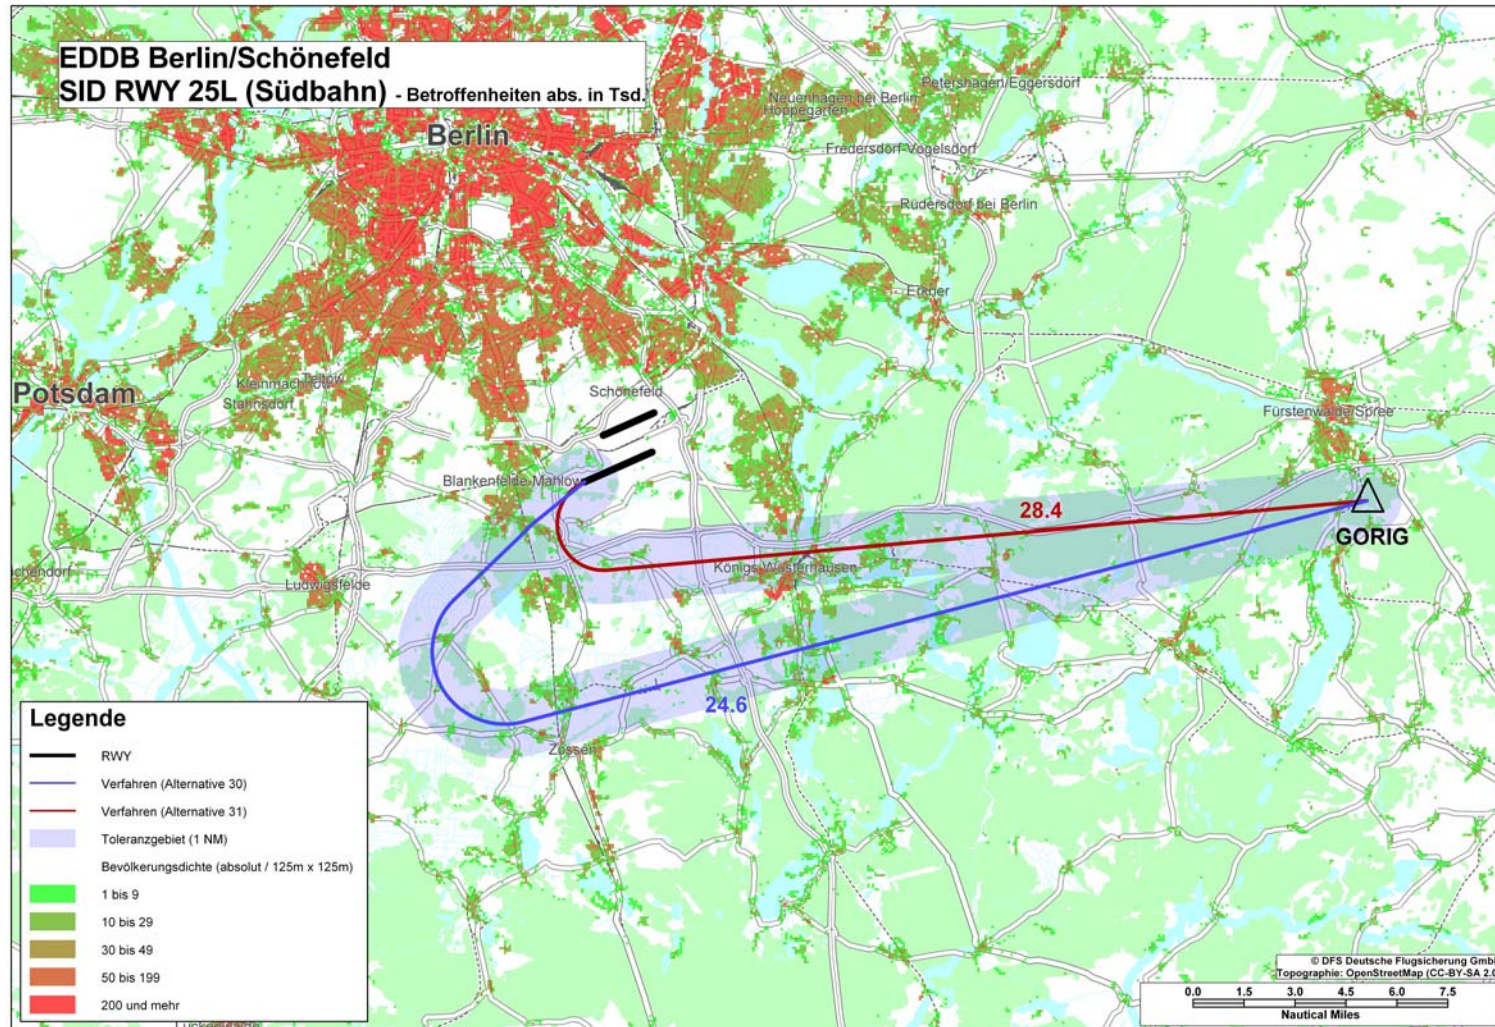 EDDB Berlin/Schönefeld
SID RWY 25L (Südbahn) - Betroffenheiten abs. in Tsd.
Petershagen/Eggersdorf
Neuenhagen bei Berlin
Hoppegarten
Berlin
Fredersdorf-Vogelsdorf
Rüdersdorf bei Berlin
Erkner
Potsdam
Kleinmachnow
Teltow
Stahnsdorf
Schönefeld
Fürstenwalde/Spree
Blankenfelde-Mahlow
28.4
GORIG
Königs Wusterhausen
Ludwigsfelde
24.6
Zossen
Legende
RWY
Verfahren (Alternative 30)
Verfahren (Alternative 31)
Toleranzgebiet (1 NM)
Bevölkerungsdichte (absolut / 125m x 125m)
1 bis 9
10 bis 29
30 bis 49
50 bis 199
200 und mehr
© DFS Deutsche Flugsicherung GmbH
Topographie: OpenStreetMap (CC-BY-SA 2.0
0.0 1.5 3.0 4.5 6.0 7.5
Nautical Miles